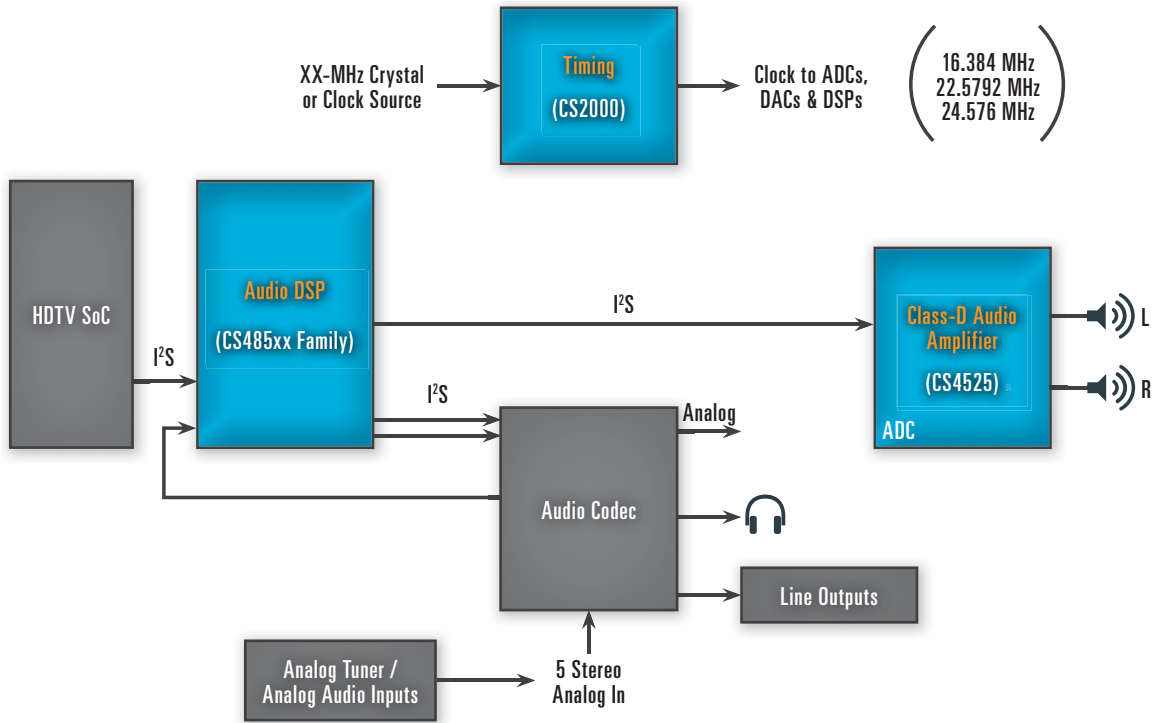 XX-MHz Crystal
or Clock Source
Timing
(CS2000)
Clock to ADCs,
DACs & DSPs
16.384 MHz
22.5792 MHz
24.576 MHz
HDTV SoC
I²S
Audio DSP
(CS485xx Family)
I²S
I²S
Class-D Audio
Amplifier
(CS4525)
ADC
L
R
Audio Codec
Analog
Line Outputs
Analog Tuner /
Analog Audio Inputs
5 Stereo
Analog In